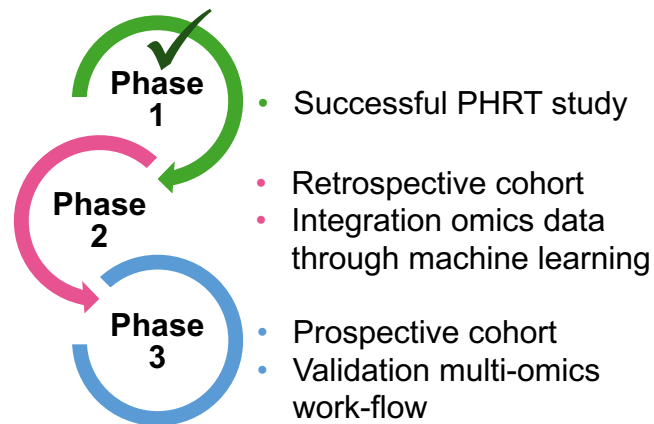 Phase
1
• Successful PHRT study
Phase
2
• Retrospective cohort
• Integration omics data
through machine learning
Phase
3
• Prospective cohort
• Validation multi-omics
work-flow